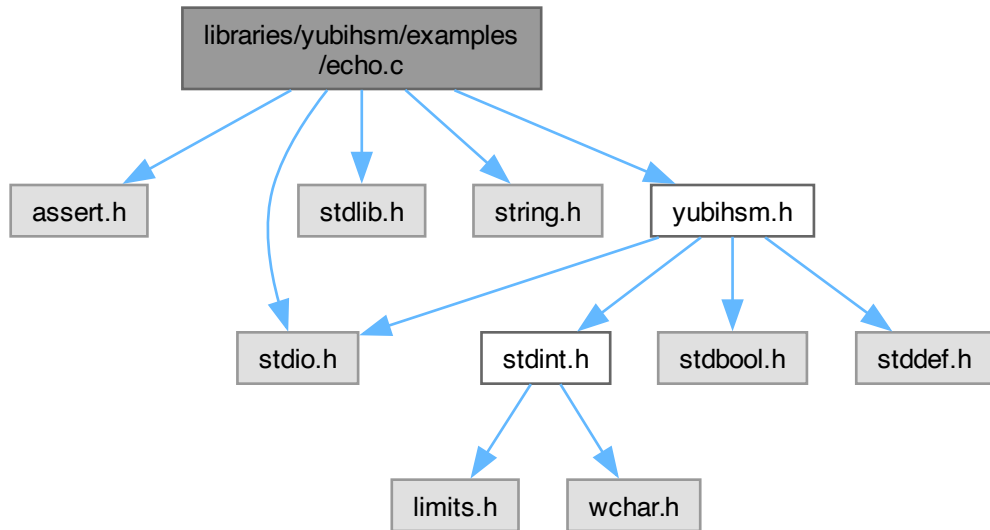 libraries/yubihsm/examples
/echo.c
assert.h
stdlib.h
string.h
yubihsm.h
stdio.h
stdint.h
stdbool.h
stddef.h
limits.h
wchar.h